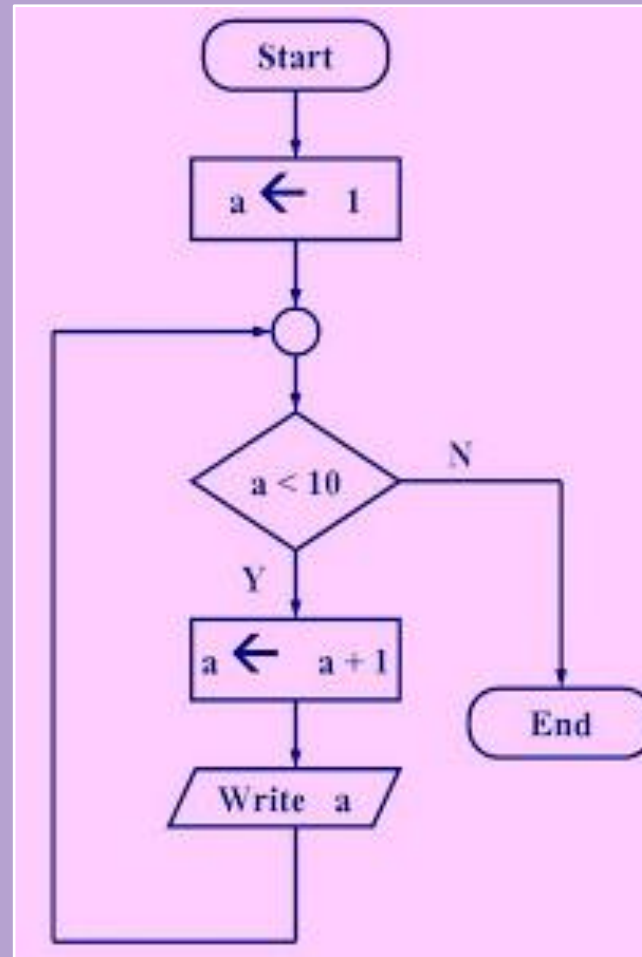 Start
a ← 1
a < 10
N
Y
a ← a + 1
End
Write a